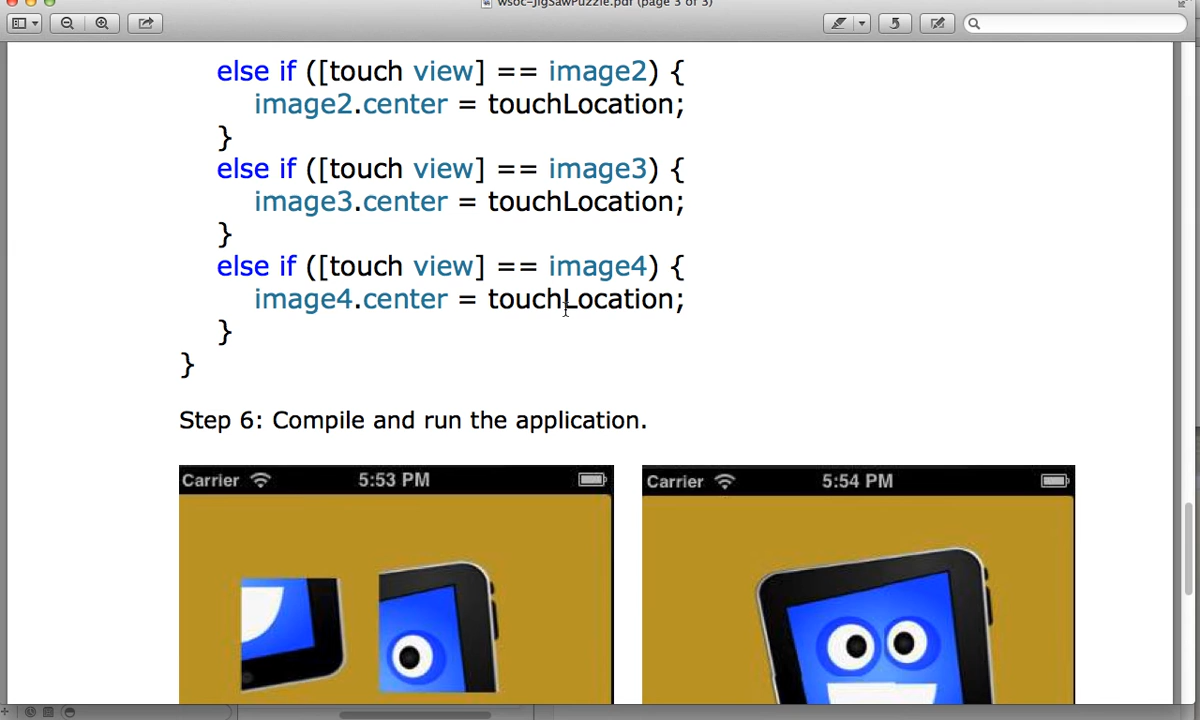 wsoc-JigSawPuzzle.pdf (page 3 of 3)
else if ([touch view] == image2) {
image2.center = touchLocation;
}
else if ([touch view] == image3) {
image3.center = touchLocation;
}
else if ([touch view] == image4) {
image4.center = touchLocation;
}
}
Step 6: Compile and run the application.
Carrier 5:53 PM
Carrier 5:54 PM